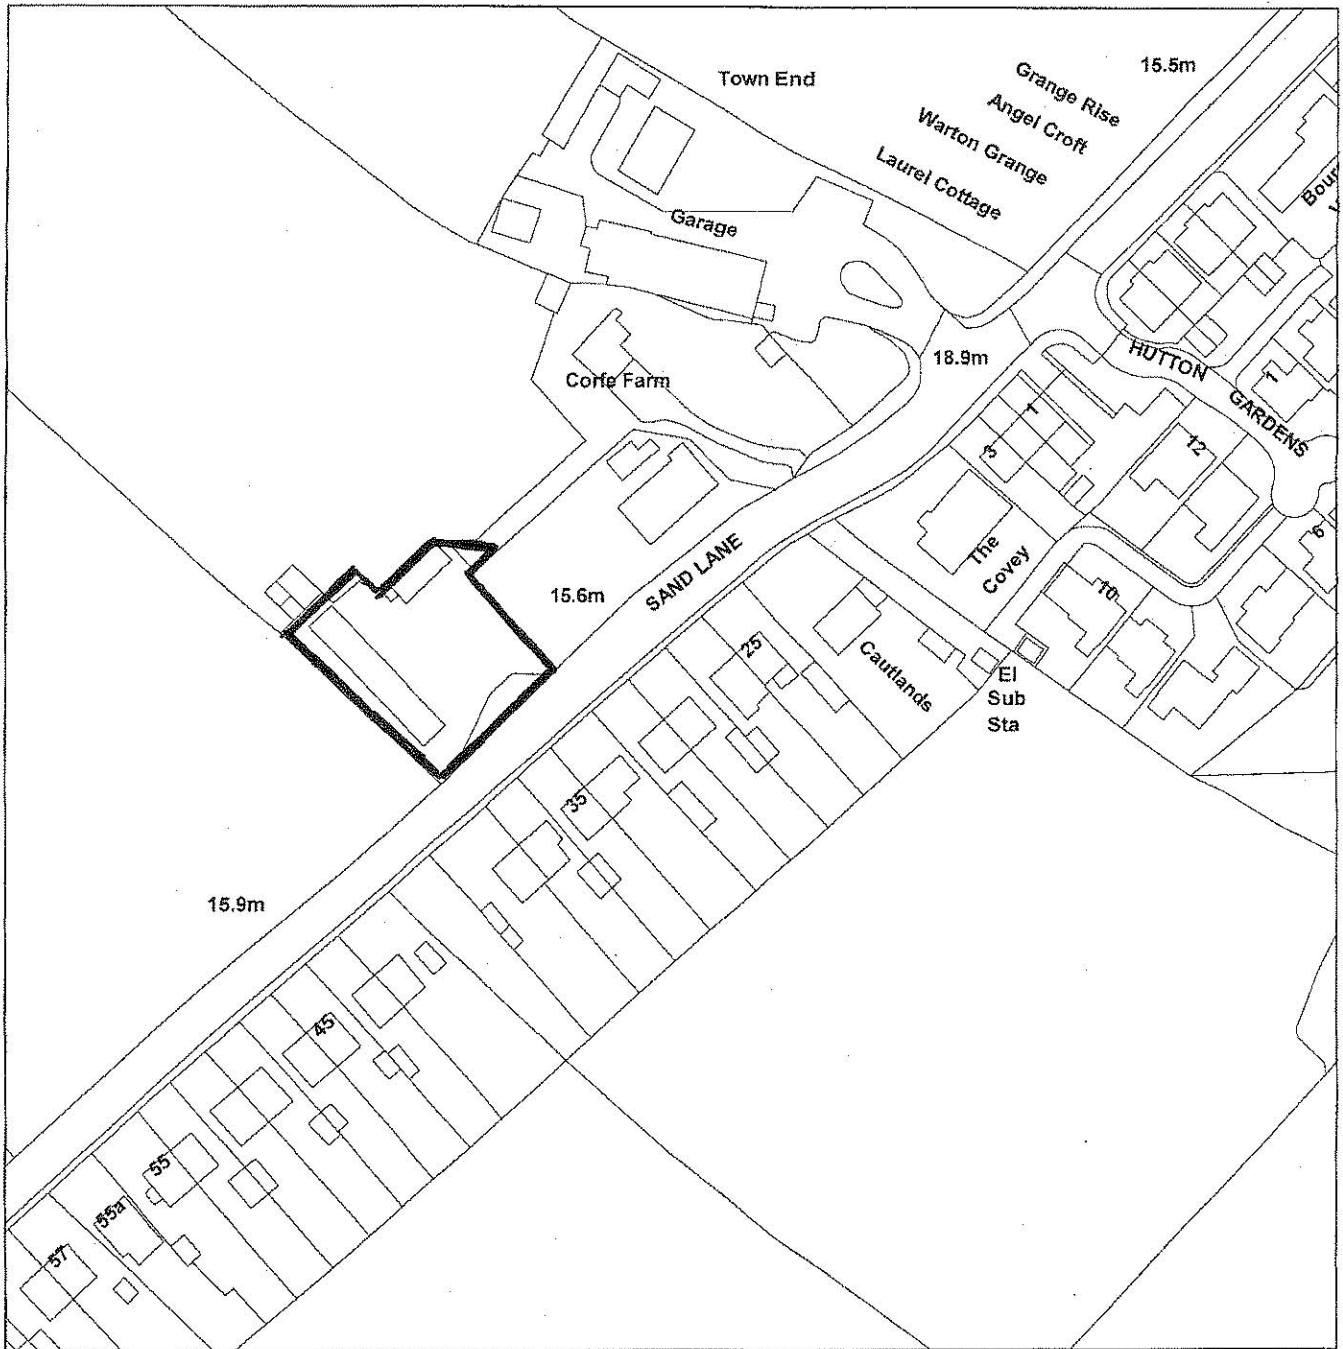 Town End
15.5m
Grange Rise
Angel Croft
Warton Grange
Laurel Cottage
Garage
18.9m
HUTTON
GARDENS
1
Corfe Farm
1
3
12
6
The
Covey
10
SAND LANE
15.6m
25
Cautlands
El
Sub
Sta
35
15.9m
45
55
55a
57